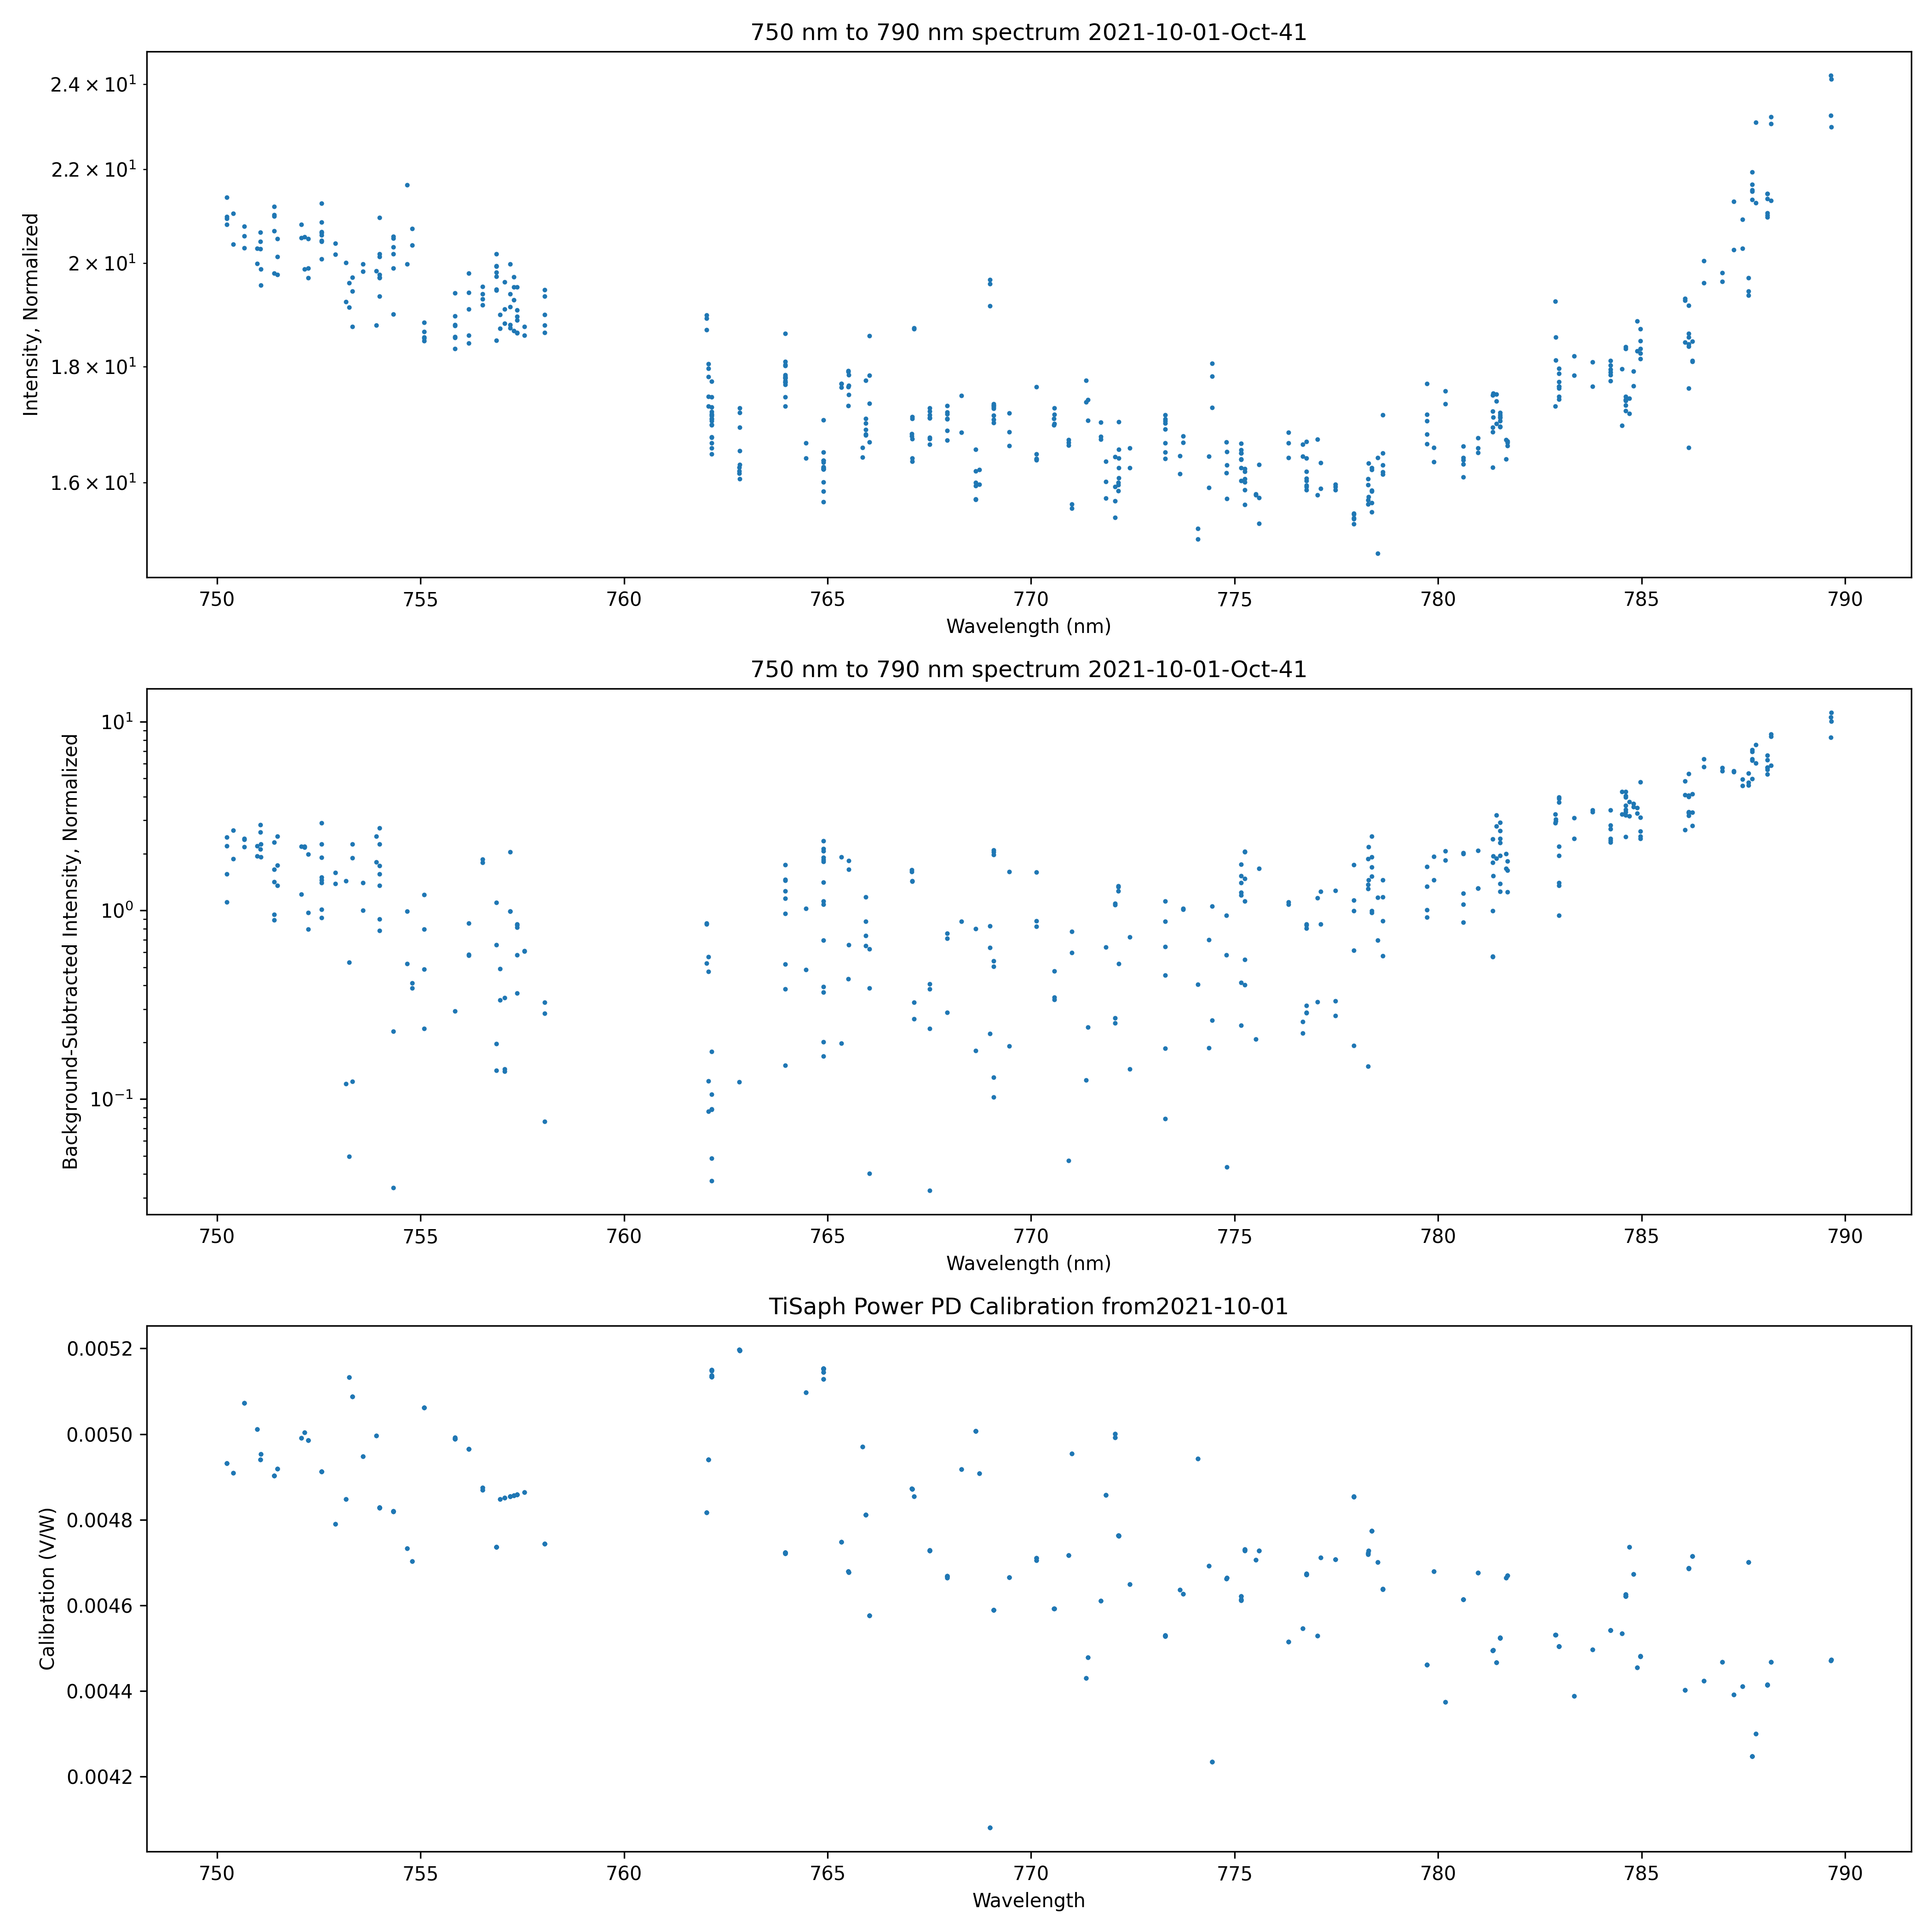 750 nm to 790 nm spectrum 2021-10-01-Oct-41
Intensity, Normalized
2.4 × 10¹
2.2 × 10¹
2 × 10¹
1.8 × 10¹
1.6 × 10¹
750 755 760 765 770 775 780 785 790
Wavelength (nm)
750 nm to 790 nm spectrum 2021-10-01-Oct-41
Background-Subtracted Intensity, Normalized
10¹
10⁰
10⁻¹
750 755 760 765 770 775 780 785 790
Wavelength (nm)
TiSaph Power PD Calibration from2021-10-01
Calibration (V/W)
0.0052
0.0050
0.0048
0.0046
0.0044
0.0042
750 755 760 765 770 775 780 785 790
Wavelength